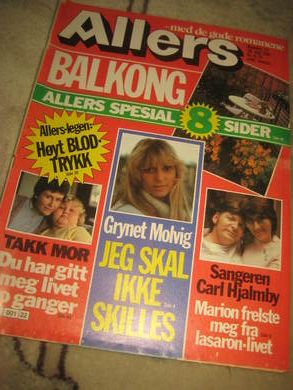 –med de gode romanene
Allers
BALKONG
ALLERS SPESIAL 8 SIDER
Allers-legen:
Høyt BLOD-
TRYKK
Grynet Molvig
JEG SKAL
IKKE
SKILLES
TAKK MOR
Du har gitt
meg livet
ganger
Sangeren
Carl Hjalmby
Marion frelste
meg fra
lasaron-livet